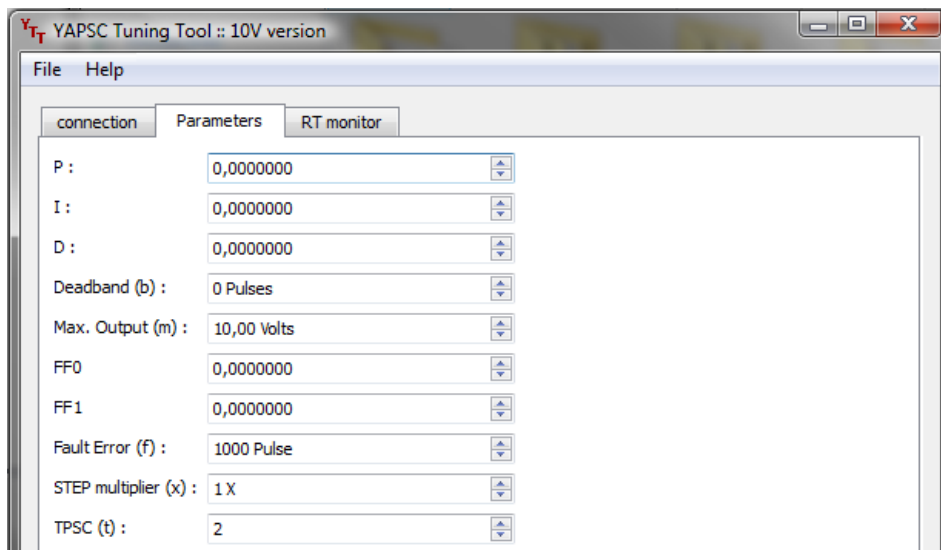 YTT YAPSC Tuning Tool :: 10V version
File Help
connection Parameters RT monitor
P : 0,0000000
I : 0,0000000
D : 0,0000000
Deadband (b) : 0 Pulses
Max. Output (m) : 10,00 Volts
FF0 0,0000000
FF1 0,0000000
Fault Error (f) : 1000 Pulse
STEP multiplier (x) : 1 X
TPSC (t) : 2